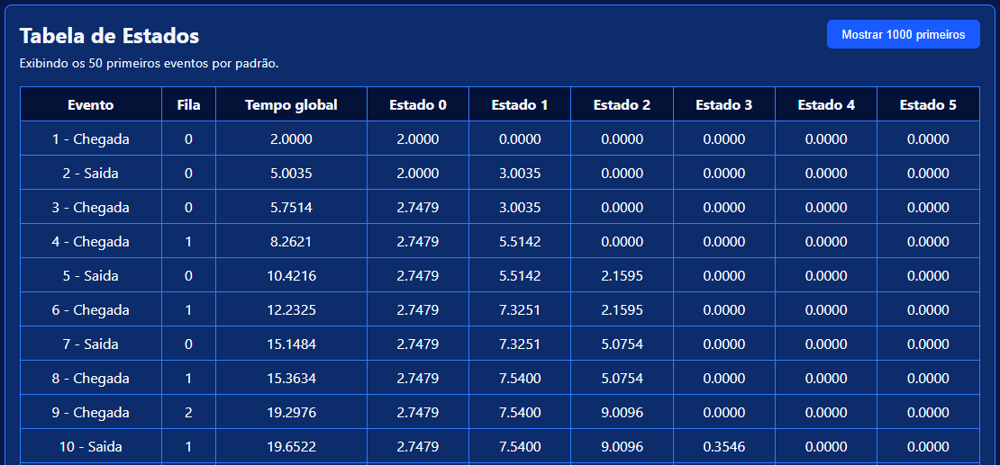 Tabela de Estados
Mostrar 1000 primeiros
Exibindo os 50 primeiros eventos por padrão.
Evento Fila Tempo global Estado 0 Estado 1 Estado 2 Estado 3 Estado 4 Estado 5
1 - Chegada 0 2.0000 2.0000 0.0000 0.0000 0.0000 0.0000 0.0000
2 - Saida 0 5.0035 2.0000 3.0035 0.0000 0.0000 0.0000 0.0000
3 - Chegada 0 5.7514 2.7479 3.0035 0.0000 0.0000 0.0000 0.0000
4 - Chegada 1 8.2621 2.7479 5.5142 0.0000 0.0000 0.0000 0.0000
5 - Saida 0 10.4216 2.7479 5.5142 2.1595 0.0000 0.0000 0.0000
6 - Chegada 1 12.2325 2.7479 7.3251 2.1595 0.0000 0.0000 0.0000
7 - Saida 0 15.1484 2.7479 7.3251 5.0754 0.0000 0.0000 0.0000
8 - Chegada 1 15.3634 2.7479 7.5400 5.0754 0.0000 0.0000 0.0000
9 - Chegada 2 19.2976 2.7479 7.5400 9.0096 0.0000 0.0000 0.0000
10 - Saida 1 19.6522 2.7479 7.5400 9.0096 0.3546 0.0000 0.0000